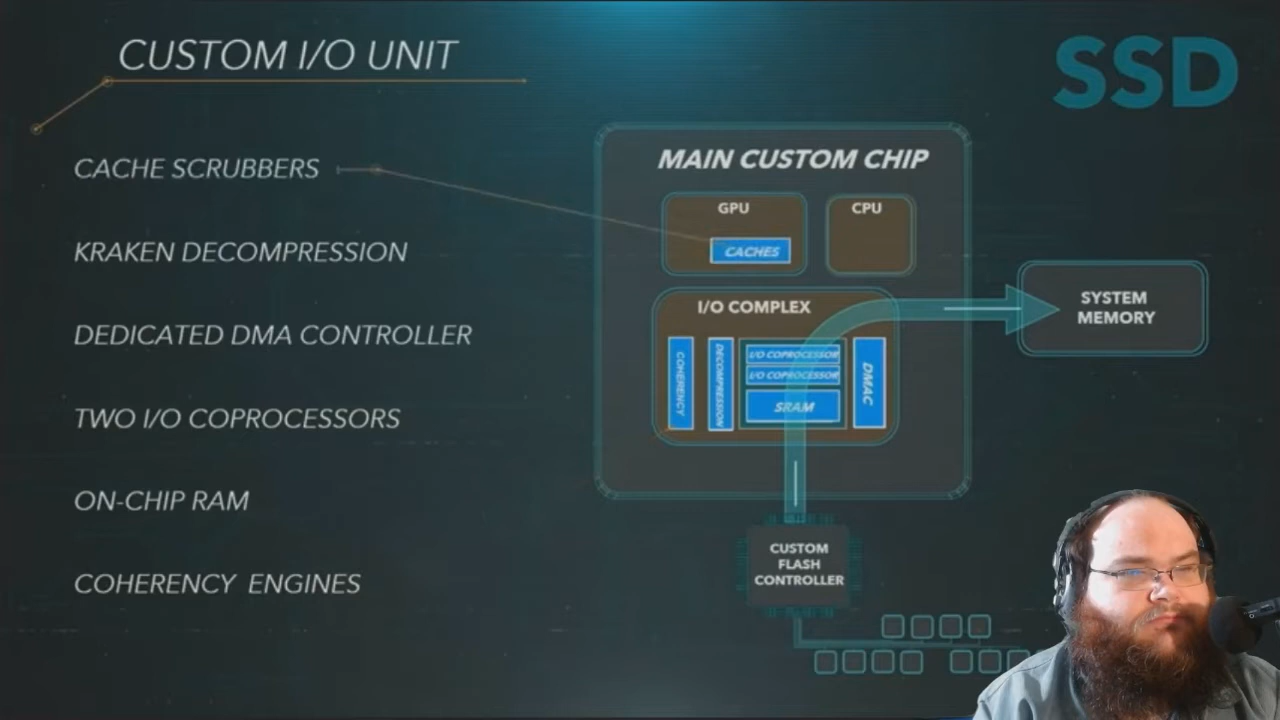 CUSTOM I/O UNIT
SSD
CACHE SCRUBBERS
KRAKEN DECOMPRESSION
DEDICATED DMA CONTROLLER
TWO I/O COPROCESSORS
ON-CHIP RAM
COHERENCY ENGINES
MAIN CUSTOM CHIP
GPU
CACHES
CPU
I/O COMPLEX
COHERENCY
DECOMPRESSION
I/O COPROCESSOR
I/O COPROCESSOR
SRAM
DMAC
SYSTEM
MEMORY
CUSTOM
FLASH
CONTROLLER